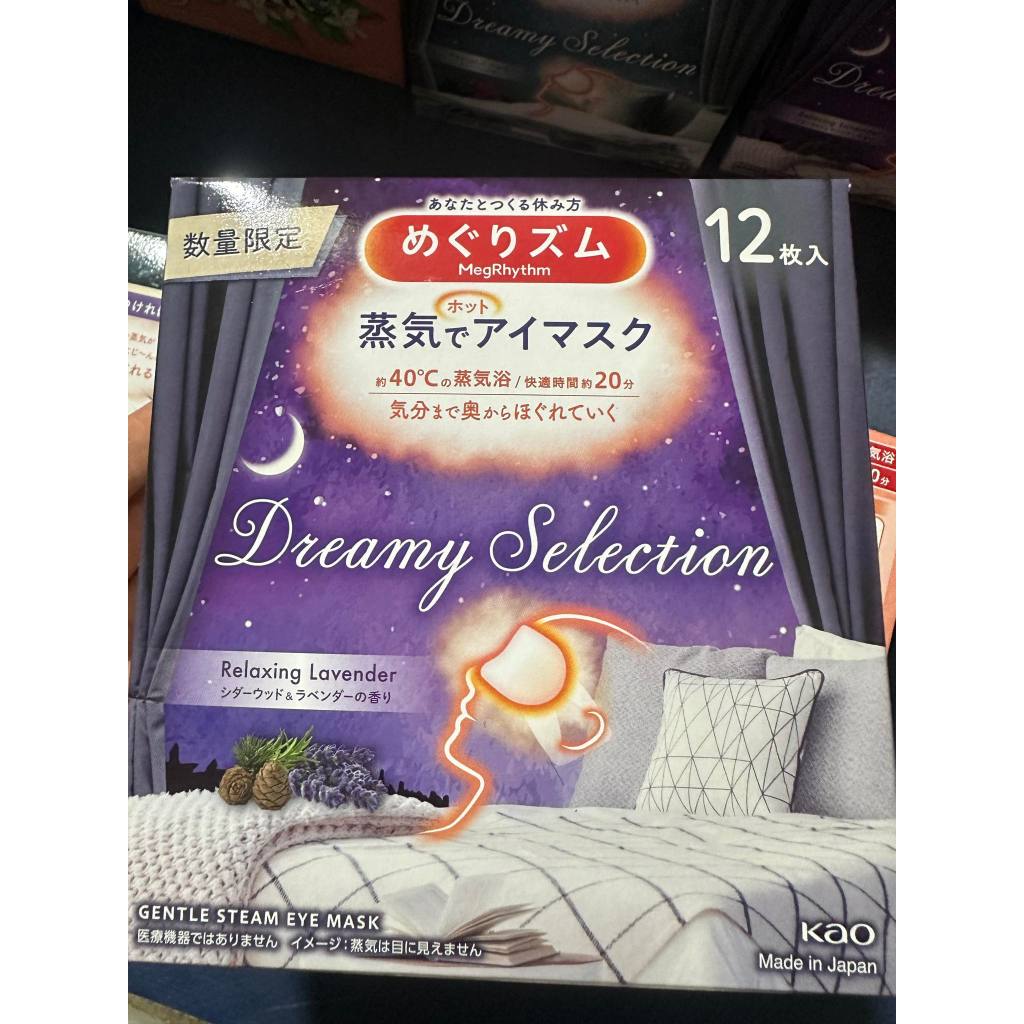 Dreamy Selection
あなたとつくる休み方
数量限定
めぐりズム
MegRhythm
12枚入
ホット
蒸気でアイマスク
約40℃の蒸気浴/快適時間 約20分
気分まで奥からほぐれていく
気浴
0分
Dreamy Selection
Relaxing Lavender
シダーウッド&ラベンダーの香り
GENTLE STEAM EYE MASK
医療機器ではありません イメージ:蒸気は目に見えません
Kao
Made in Japan